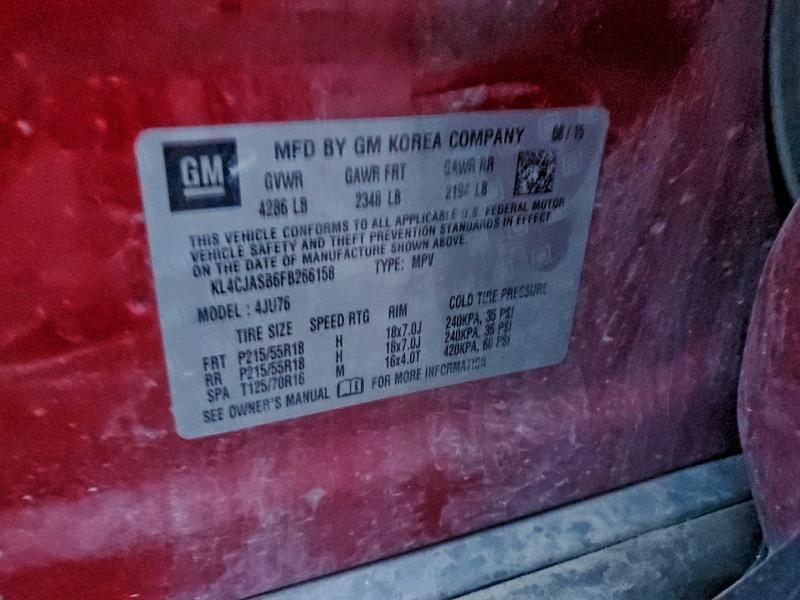 GM
MFD BY GM KOREA COMPANY 08 / 15
GVWR GAWR FRT GAWR RR
4286 LB 2348 LB 2194 LB
THIS VEHICLE CONFORMS TO ALL APPLICABLE U.S. FEDERAL MOTOR
VEHICLE SAFETY AND THEFT PREVENTION STANDARDS IN EFFECT
ON THE DATE OF MANUFACTURE SHOWN ABOVE.
KL4CJASB6FB266158 TYPE: MPV
MODEL : 4JU76
TIRE SIZE SPEED RTG RIM COLD TIRE PRESSURE
FRT P215/55R18 H 18x7.0J 240KPA, 35 PSI
RR P215/55R18 H 18x7.0J 240KPA, 35 PSI
SPA T125/70R16 M 16x4.0T 420KPA, 60 PSI
SEE OWNER'S MANUAL FOR MORE INFORMATION